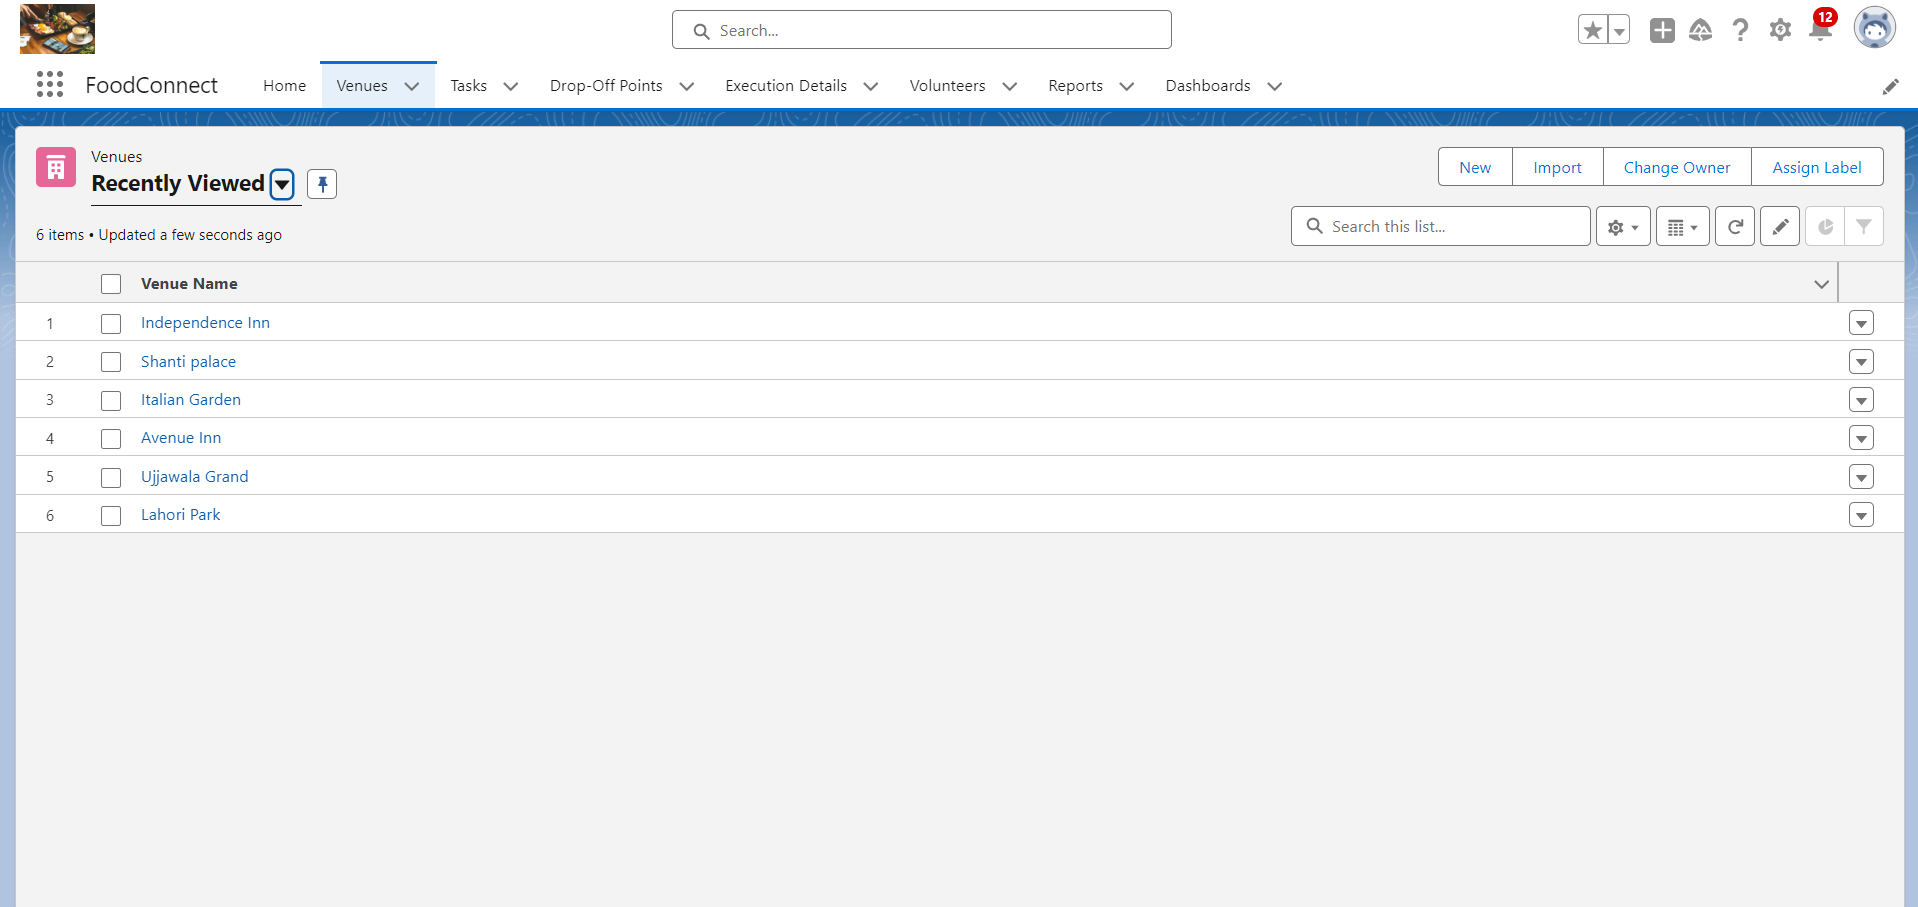 Search...
12
FoodConnect
Home
Venues
Tasks
Drop-Off Points
Execution Details
Volunteers
Reports
Dashboards
Venues
Recently Viewed
New
Import
Change Owner
Assign Label
6 items • Updated a few seconds ago
Search this list...
Venue Name
1 Independence Inn
2 Shanti palace
3 Italian Garden
4 Avenue Inn
5 Ujjawala Grand
6 Lahori Park